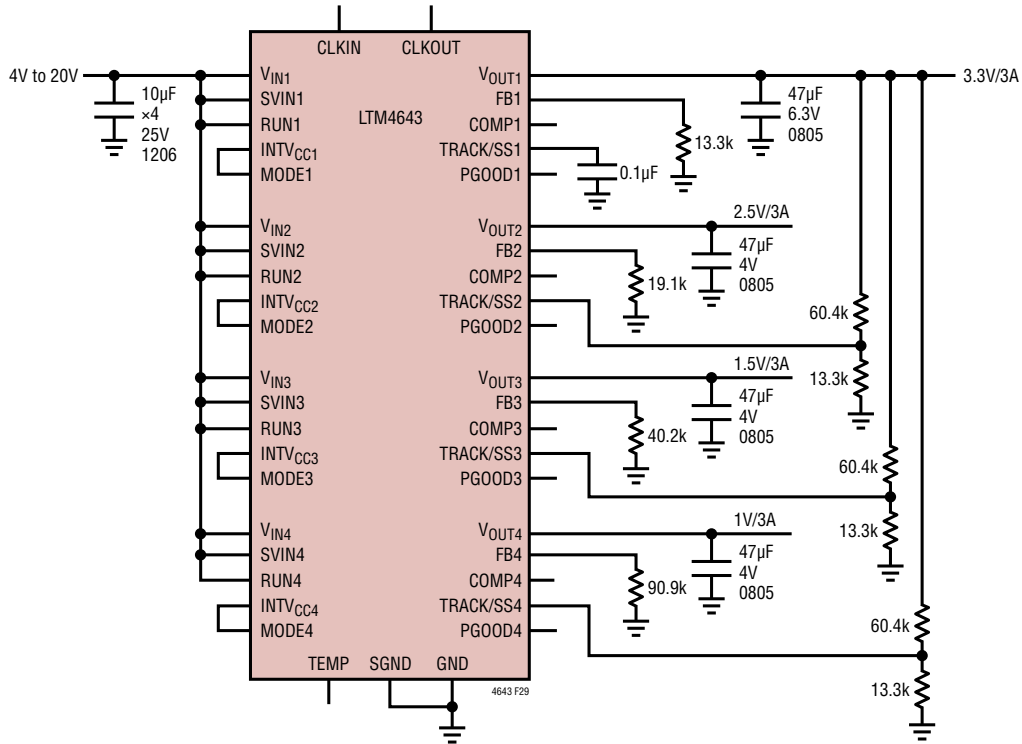 CLKIN CLKOUT
4V to 20V
10µF
×4
25V
1206
LTM4643
VIN1
SVIN1
RUN1
INTVCC1
MODE1
VOUT1
FB1
COMP1
TRACK/SS1
PGOOD1
3.3V/3A
47µF
6.3V
0805
13.3k
0.1µF
VIN2
SVIN2
RUN2
INTVCC2
MODE2
VOUT2
FB2
COMP2
TRACK/SS2
PGOOD2
2.5V/3A
47µF
4V
0805
19.1k
60.4k
13.3k
VIN3
SVIN3
RUN3
INTVCC3
MODE3
VOUT3
FB3
COMP3
TRACK/SS3
PGOOD3
1.5V/3A
47µF
4V
0805
40.2k
60.4k
13.3k
VIN4
SVIN4
RUN4
INTVCC4
MODE4
VOUT4
FB4
COMP4
TRACK/SS4
PGOOD4
1V/3A
47µF
4V
0805
90.9k
60.4k
13.3k
TEMP SGND GND
4643 F29